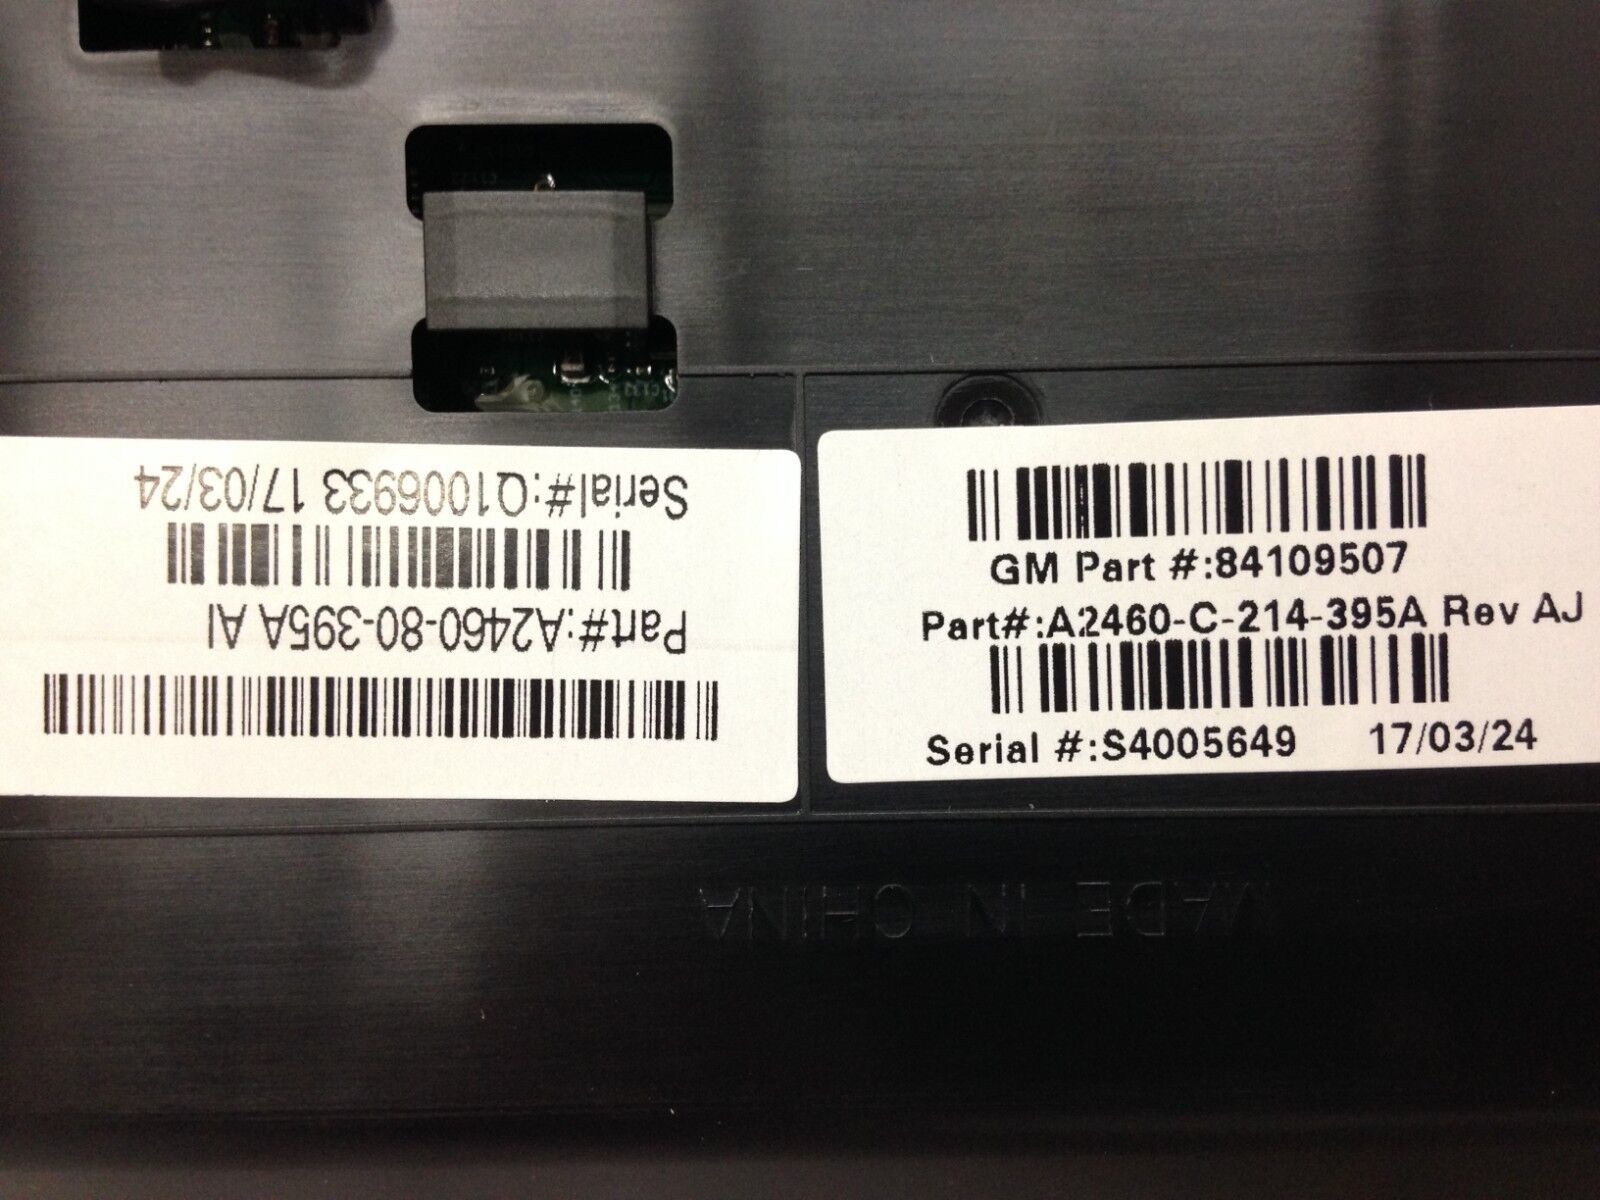 Serial#:Q1006933 17/03/24
Part#:A2460-80-395A AI
GM Part #:84109507
Part#:A2460-C-214-395A Rev AJ
Serial #:S4005649 17/03/24
MADE IN CHINA